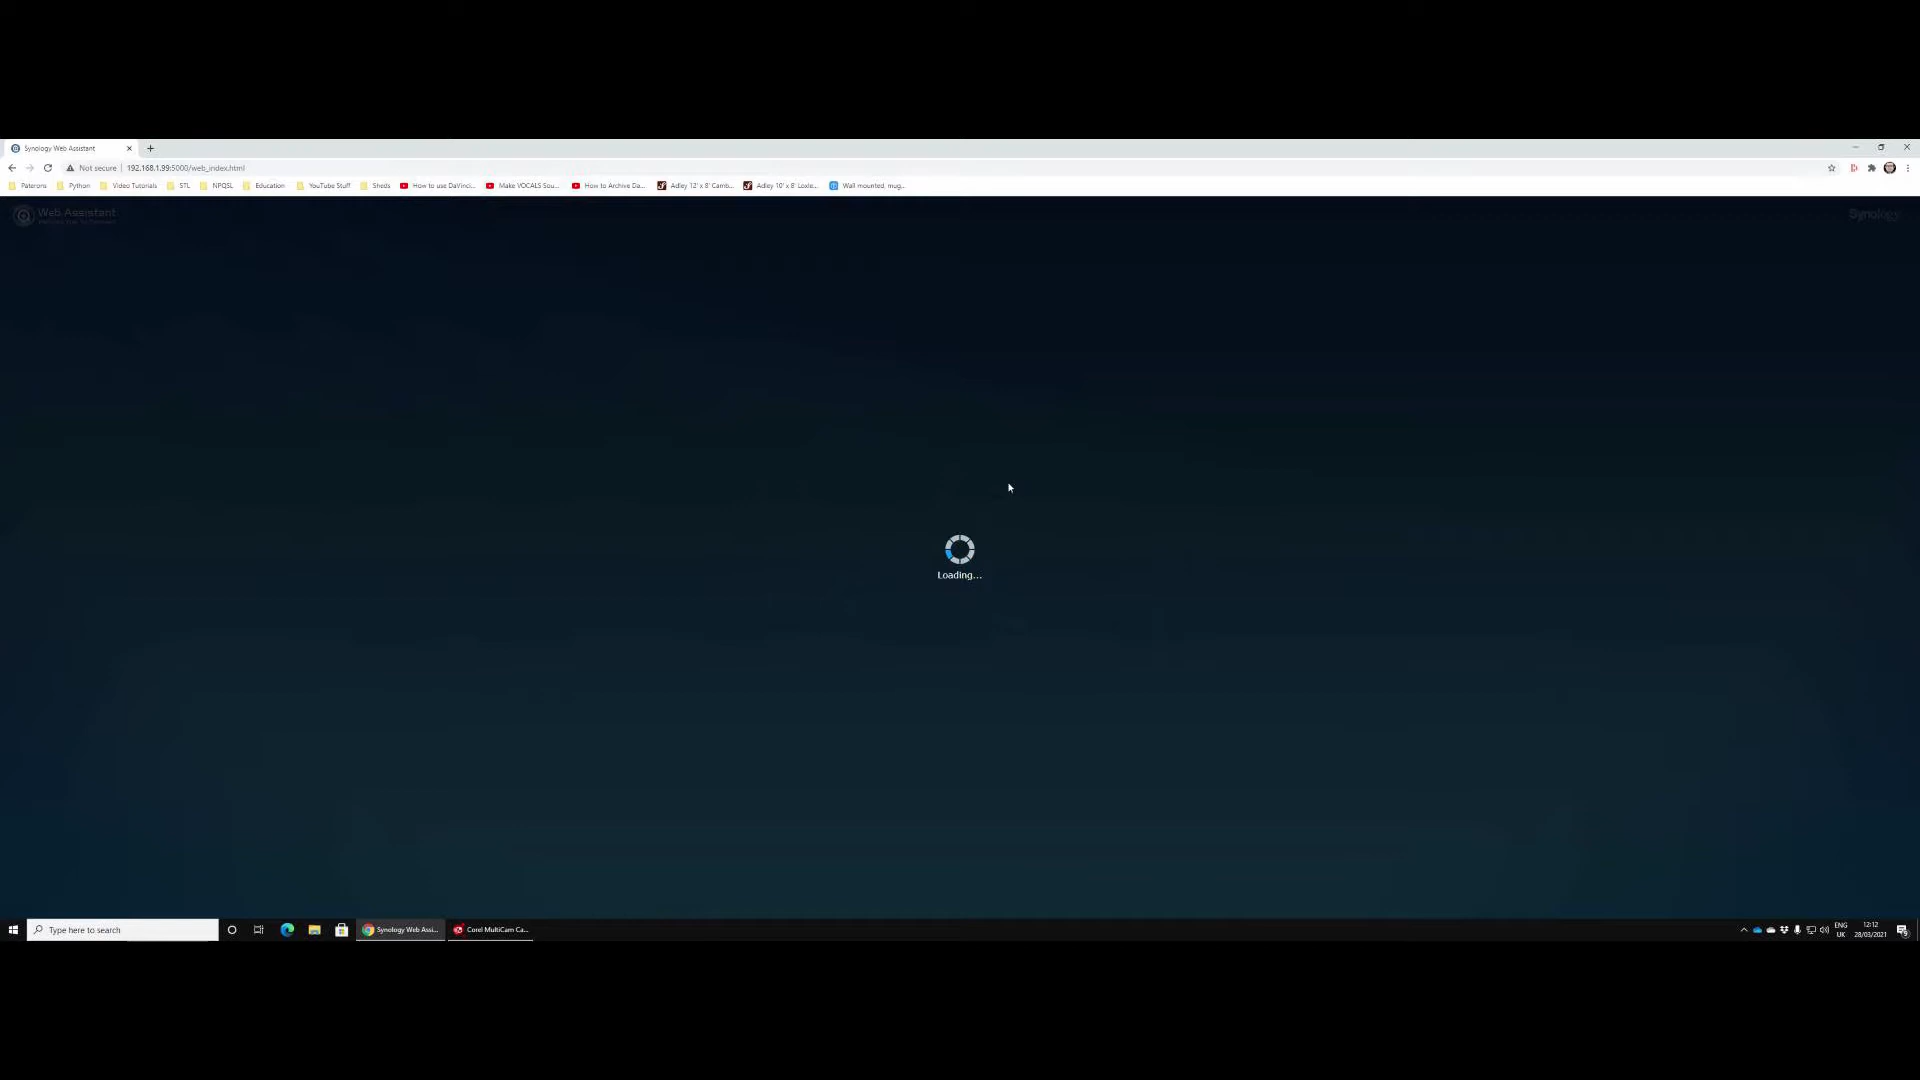 Synology Web Assistant
Not secure
192.168.1.99:5000/web_index.html
Paterons
Python
Video Tutorials
STL
NPQSL
Education
YouTube Stuff
Sheds
How to use DaVinci...
Make VOCALS Sou...
How to Archive Da...
Adley 12' x 8' Camb...
Adley 10' x 8' Loxle...
Wall mounted, mug...
Web Assistant
Synology
Loading...
Type here to search
Synology Web Assi...
Corel MultiCam Ca...
ENG
UK
12:12
28/03/2021